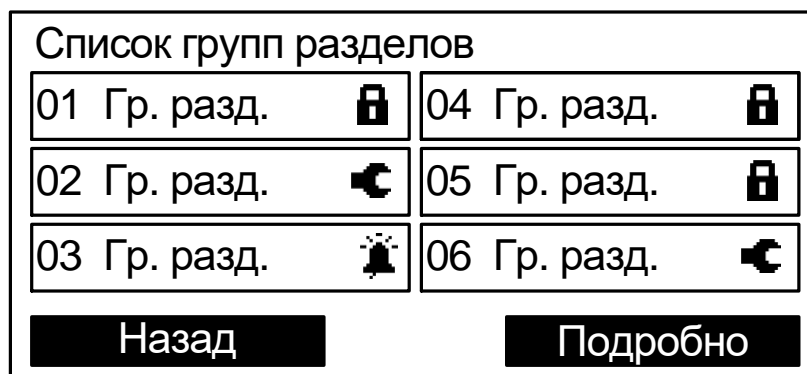 Список групп разделов
01 Гр. разд.
04 Гр. разд.
02 Гр. разд.
05 Гр. разд.
03 Гр. разд.
06 Гр. разд.
Назад
Подробно